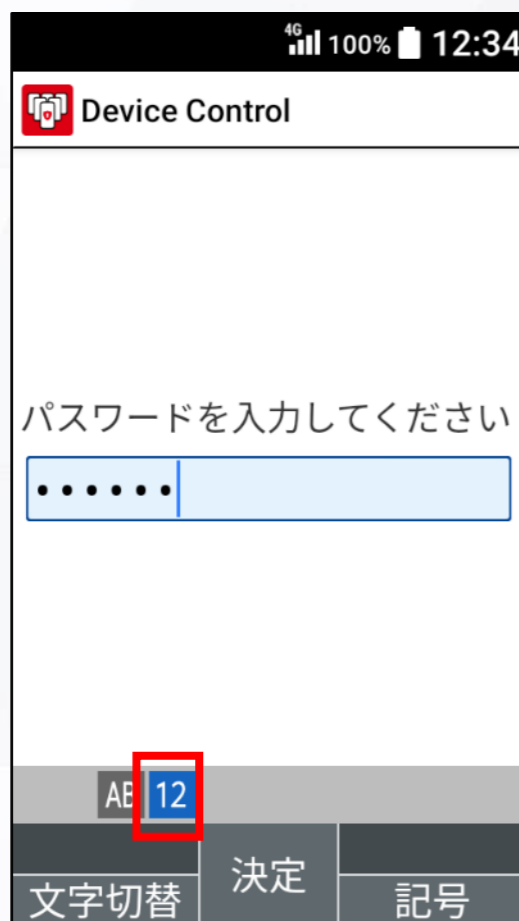 4G 100% 12:34
Device Control
パスワードを入力してください
••••••
AB 12
決定
文字切替 記号